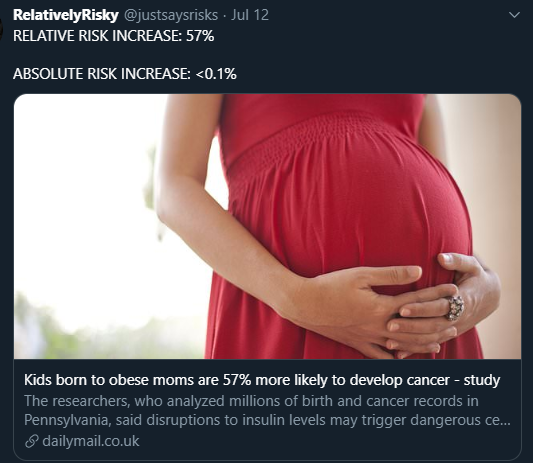 RelativelyRisky @justsaysrisks · Jul 12
RELATIVE RISK INCREASE: 57%
ABSOLUTE RISK INCREASE: <0.1%
Kids born to obese moms are 57% more likely to develop cancer - study
The researchers, who analyzed millions of birth and cancer records in
Pennsylvania, said disruptions to insulin levels may trigger dangerous ce...
dailymail.co.uk